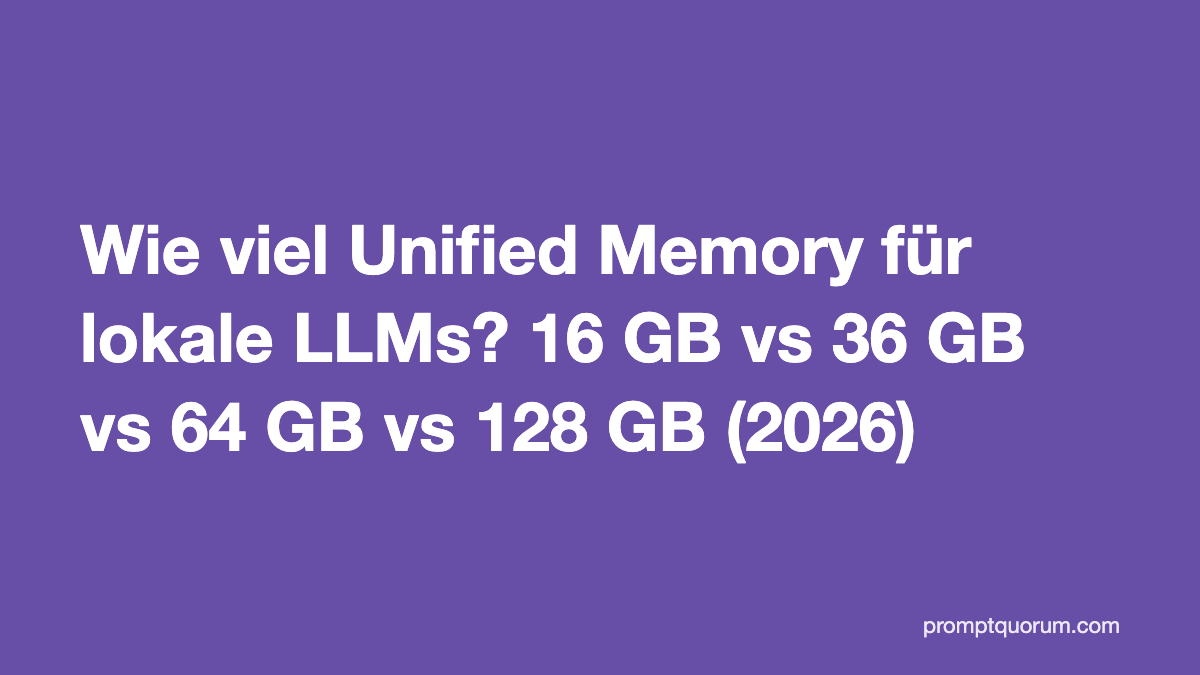 Wie viel Unified Memory für
lokale LLMs? 16 GB vs 36 GB
vs 64 GB vs 128 GB (2026)
promptquorum.com